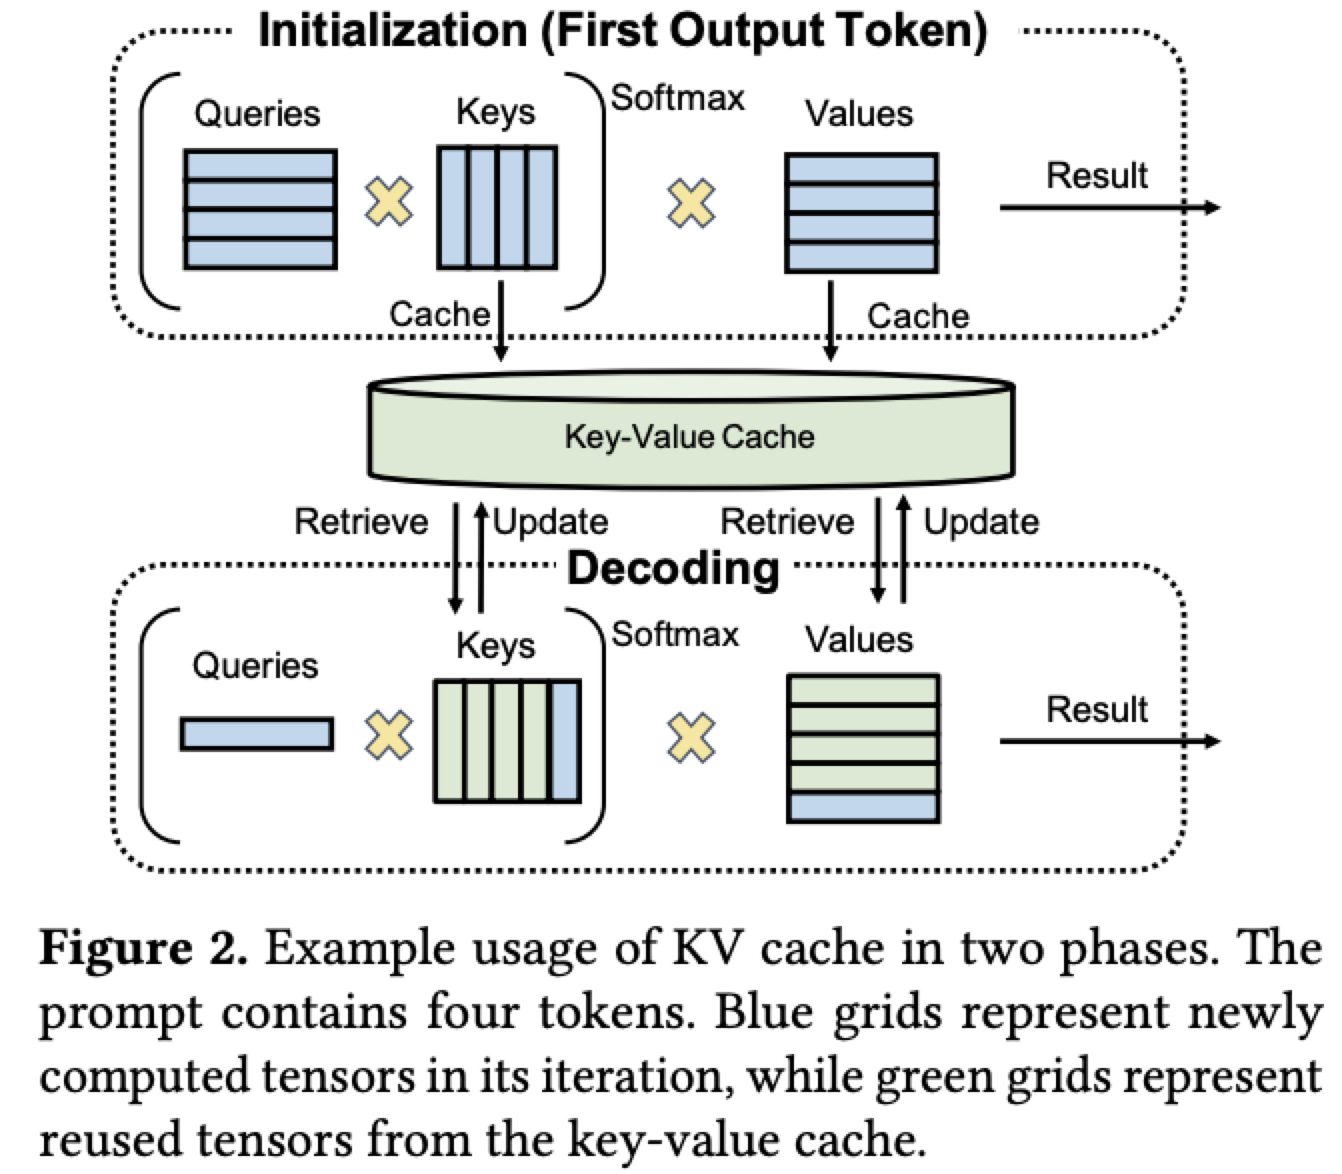 Initialization (First Output Token)
Queries
Keys
Softmax
Values
Result
Cache
Cache
Key-Value Cache
Retrieve
Update
Retrieve
Update
Decoding
Queries
Keys
Softmax
Values
Result
Figure 2. Example usage of KV cache in two phases. The
prompt contains four tokens. Blue grids represent newly
computed tensors in its iteration, while green grids represent
reused tensors from the key-value cache.